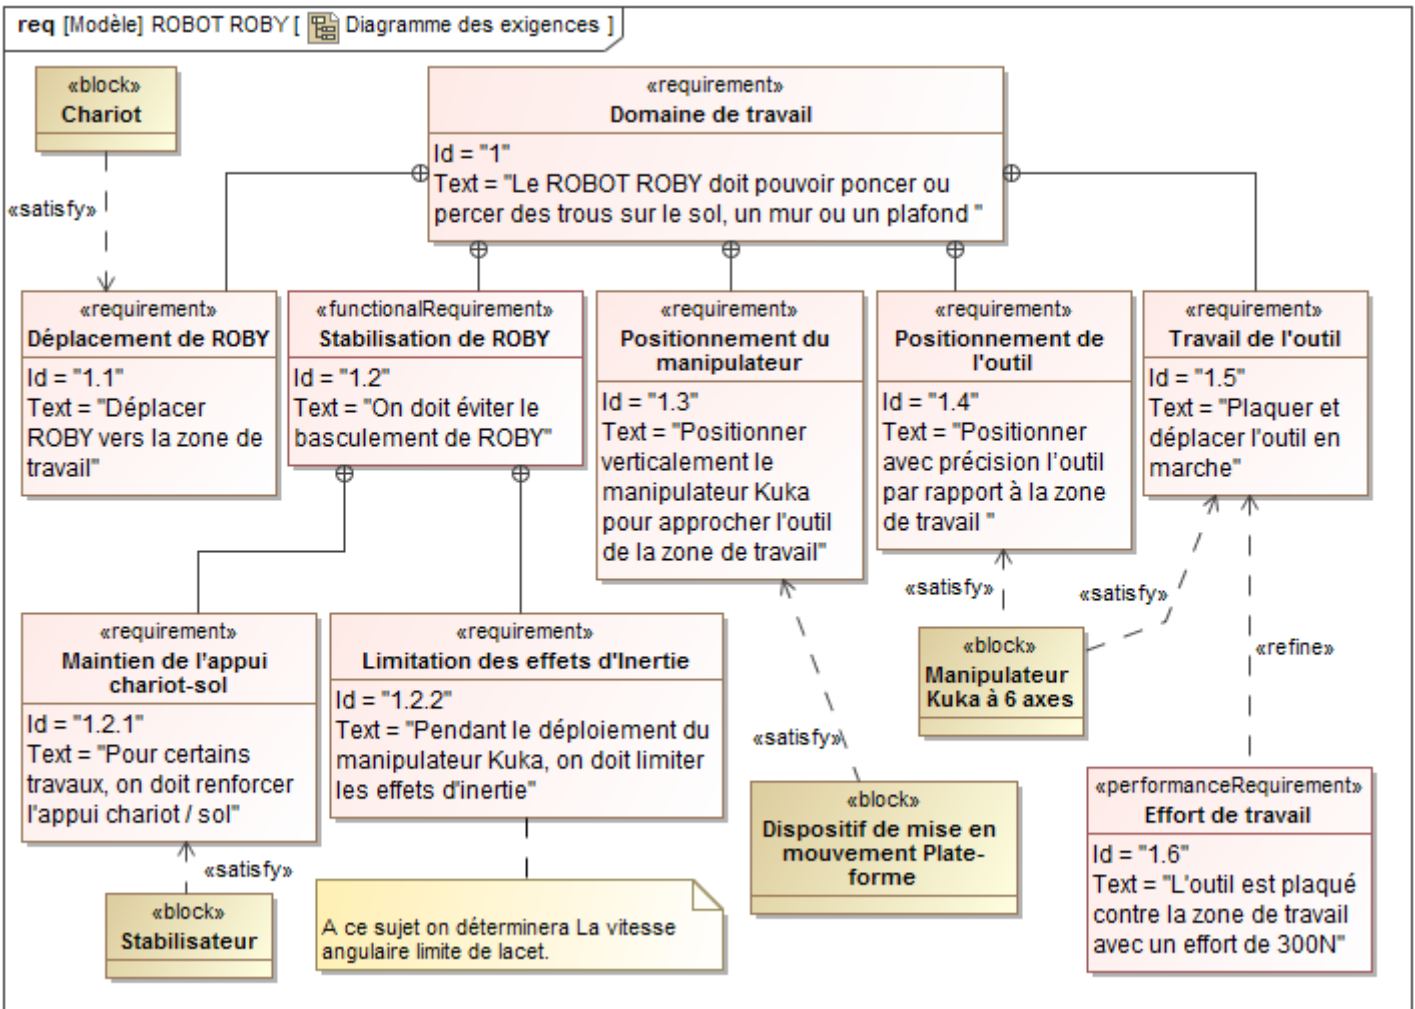 req [Modèle] ROBOT ROBY [ Diagramme des exigences ]
«block»
Chariot
«satisfy»
«requirement»
Domaine de travail
Id = "1"
Text = "Le ROBOT ROBY doit pouvoir poncer ou
percer des trous sur le sol, un mur ou un plafond "
«requirement»
Déplacement de ROBY
Id = "1.1"
Text = "Déplacer
ROBY vers la zone de
travail"
«functionalRequirement»
Stabilisation de ROBY
Id = "1.2"
Text = "On doit éviter le
basculement de ROBY"
«requirement»
Positionnement du
manipulateur
Id = "1.3"
Text = "Positionner
verticalement le
manipulateur Kuka
pour approcher l'outil
de la zone de travail"
«requirement»
Positionnement de
l'outil
Id = "1.4"
Text = "Positionner
avec précision l'outil
par rapport à la zone
de travail "
«requirement»
Travail de l'outil
Id = "1.5"
Text = "Plaquer et
déplacer l'outil en
marche"
«requirement»
Maintien de l'appui
chariot-sol
Id = "1.2.1"
Text = "Pour certains
travaux, on doit renforcer
l'appui chariot / sol"
«satisfy»
«block»
Stabilisateur
«requirement»
Limitation des effets d'Inertie
Id = "1.2.2"
Text = "Pendant le déploiement du
manipulateur Kuka, on doit limiter
les effets d'inertie"
A ce sujet on déterminera La vitesse
angulaire limite de lacet.
«satisfy»
«block»
Dispositif de mise en
mouvement Plate-
forme
«satisfy»
«satisfy»
«block»
Manipulateur
Kuka à 6 axes
«refine»
«performanceRequirement»
Effort de travail
Id = "1.6"
Text = "L'outil est plaqué
contre la zone de travail
avec un effort de 300N"